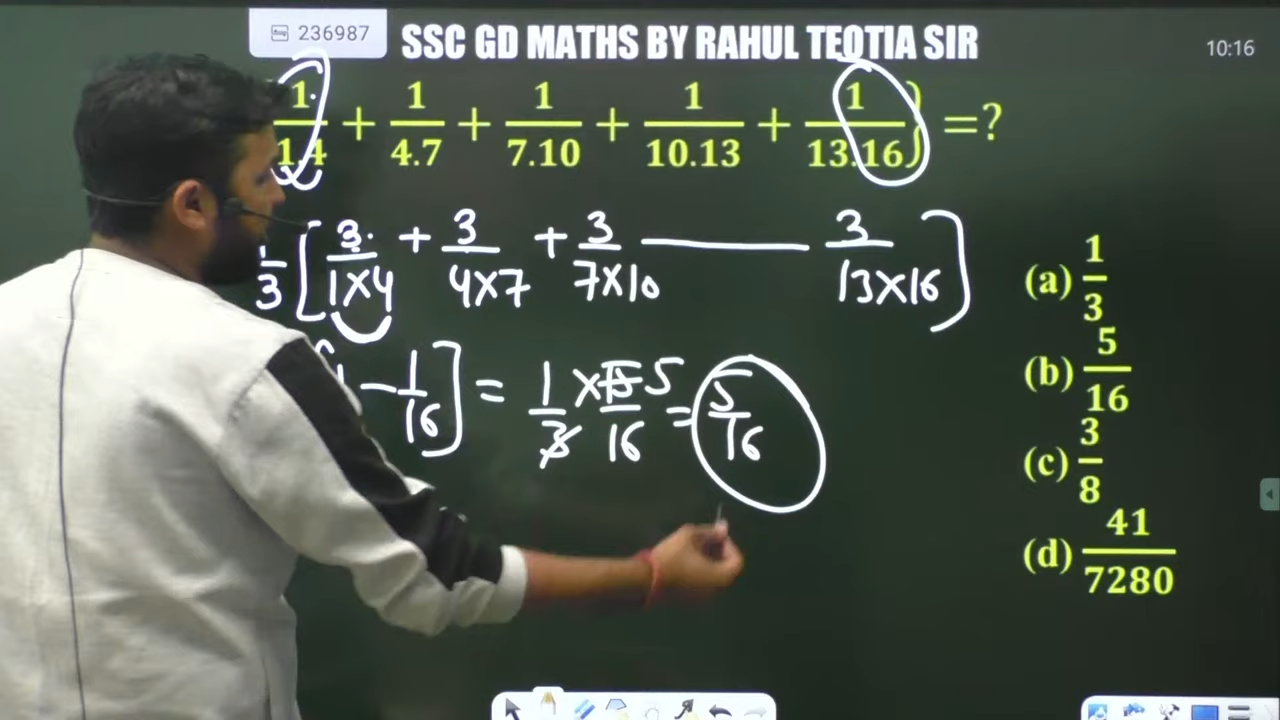 236987
SSC GD MATHS BY RAHUL TEOTIA SIR
10:16
1/1.4 + 1/4.7 + 1/7.10 + 1/10.13 + 1/13.16 =?
1/3 [ 3/1×4 + 3/4×7 + 3/7×10 ——— 3/13×16 ]
− 1/16 ] = 1/3 × 15/16 5 = 5/16
(a) 1/3
(b) 5/16
(c) 3/8
(d) 41/7280